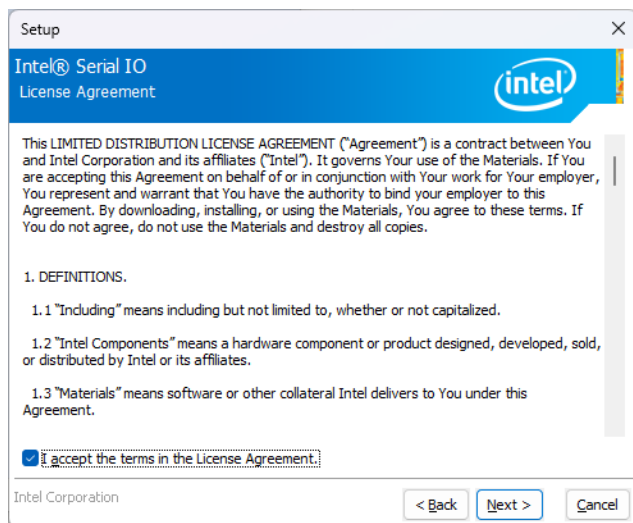 Setup
Intel® Serial IO
License Agreement
intel
This LIMITED DISTRIBUTION LICENSE AGREEMENT ("Agreement") is a contract between You
and Intel Corporation and its affiliates ("Intel"). It governs Your use of the Materials. If You
are accepting this Agreement on behalf of or in conjunction with Your work for Your employer,
You represent and warrant that You have the authority to bind your employer to this
Agreement. By downloading, installing, or using the Materials, You agree to these terms. If
You do not agree, do not use the Materials and destroy all copies.
1. DEFINITIONS.
1.1 "Including" means including but not limited to, whether or not capitalized.
1.2 "Intel Components" means a hardware component or product designed, developed, sold,
or distributed by Intel or its affiliates.
1.3 "Materials" means software or other collateral Intel delivers to You under this
Agreement.
I accept the terms in the License Agreement.
Intel Corporation
< Back
Next >
Cancel